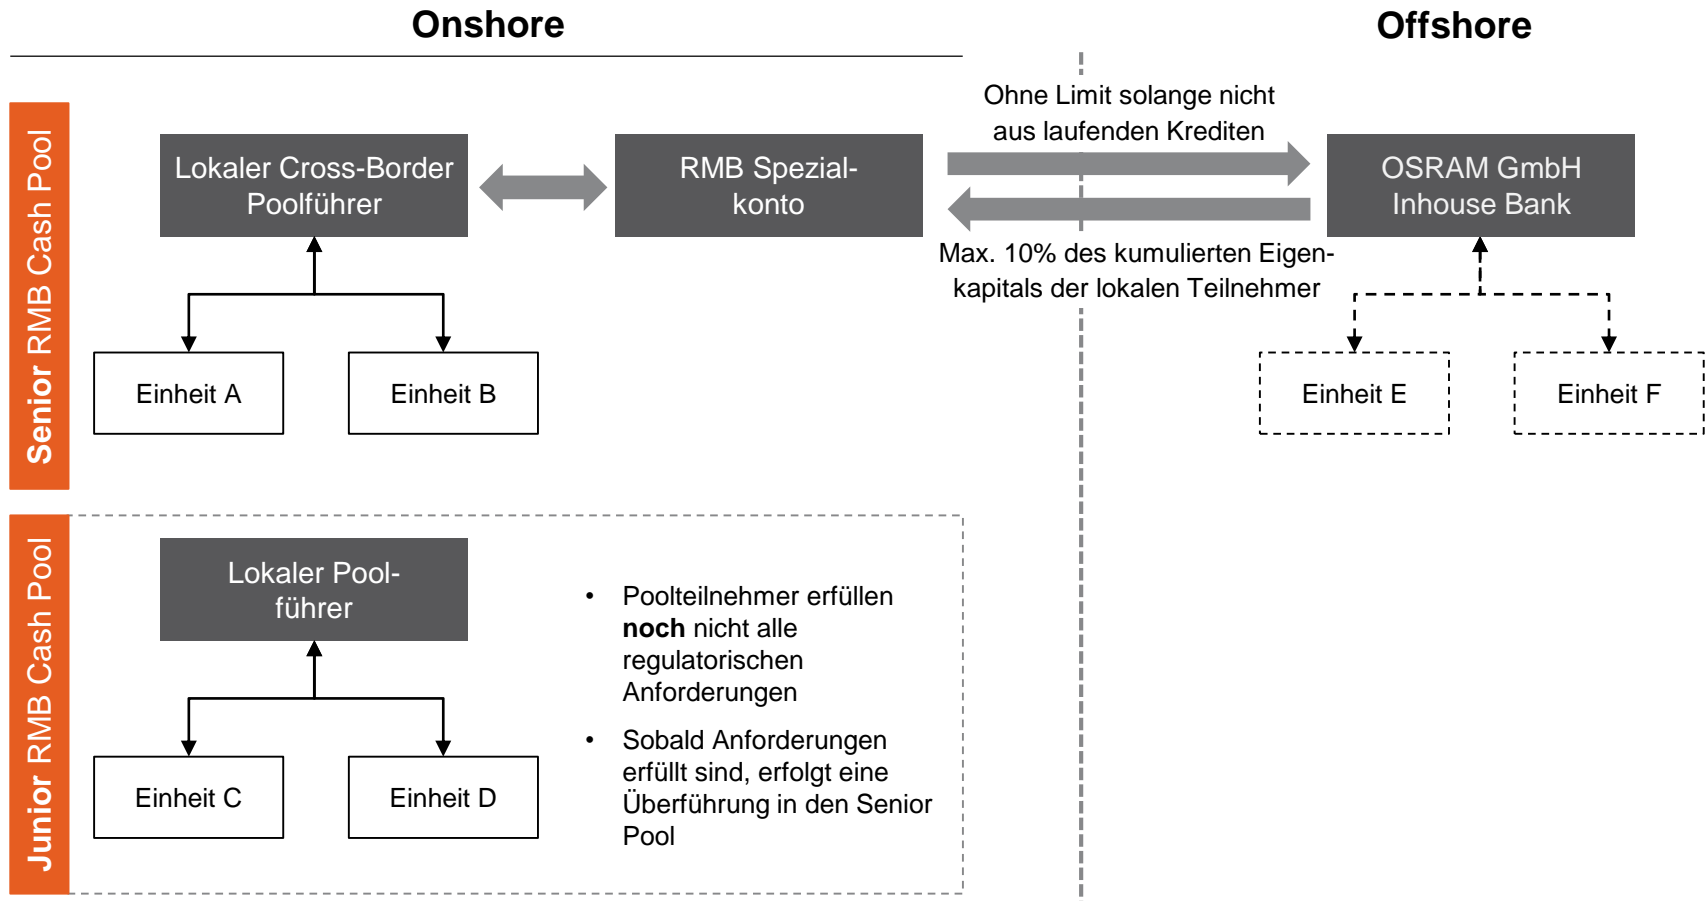 Onshore
Offshore
Senior RMB Cash Pool
Lokaler Cross-Border
Poolführer
RMB Spezial-
konto
Ohne Limit solange nicht
aus laufenden Krediten
Max. 10% des kumulierten Eigen-
kapitals der lokalen Teilnehmer
OSRAM GmbH
Inhouse Bank
Einheit A
Einheit B
Einheit E
Einheit F
Junior RMB Cash Pool
Lokaler Pool-
führer
Einheit C
Einheit D
• Poolteilnehmer erfüllen
noch nicht alle
regulatorischen
Anforderungen
• Sobald Anforderungen
erfüllt sind, erfolgt eine
Überführung in den Senior
Pool